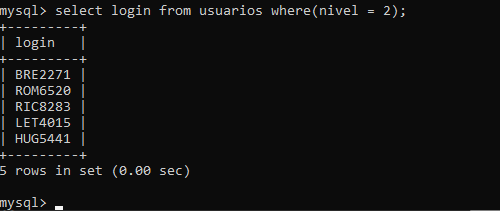 mysql> select login from usuarios where(nivel = 2);
+---------+
| login   |
+---------+
| BRE2271 |
| ROM6520 |
| RIC8283 |
| LET4015 |
| HUG5441 |
+---------+
5 rows in set (0.00 sec)
mysql> _